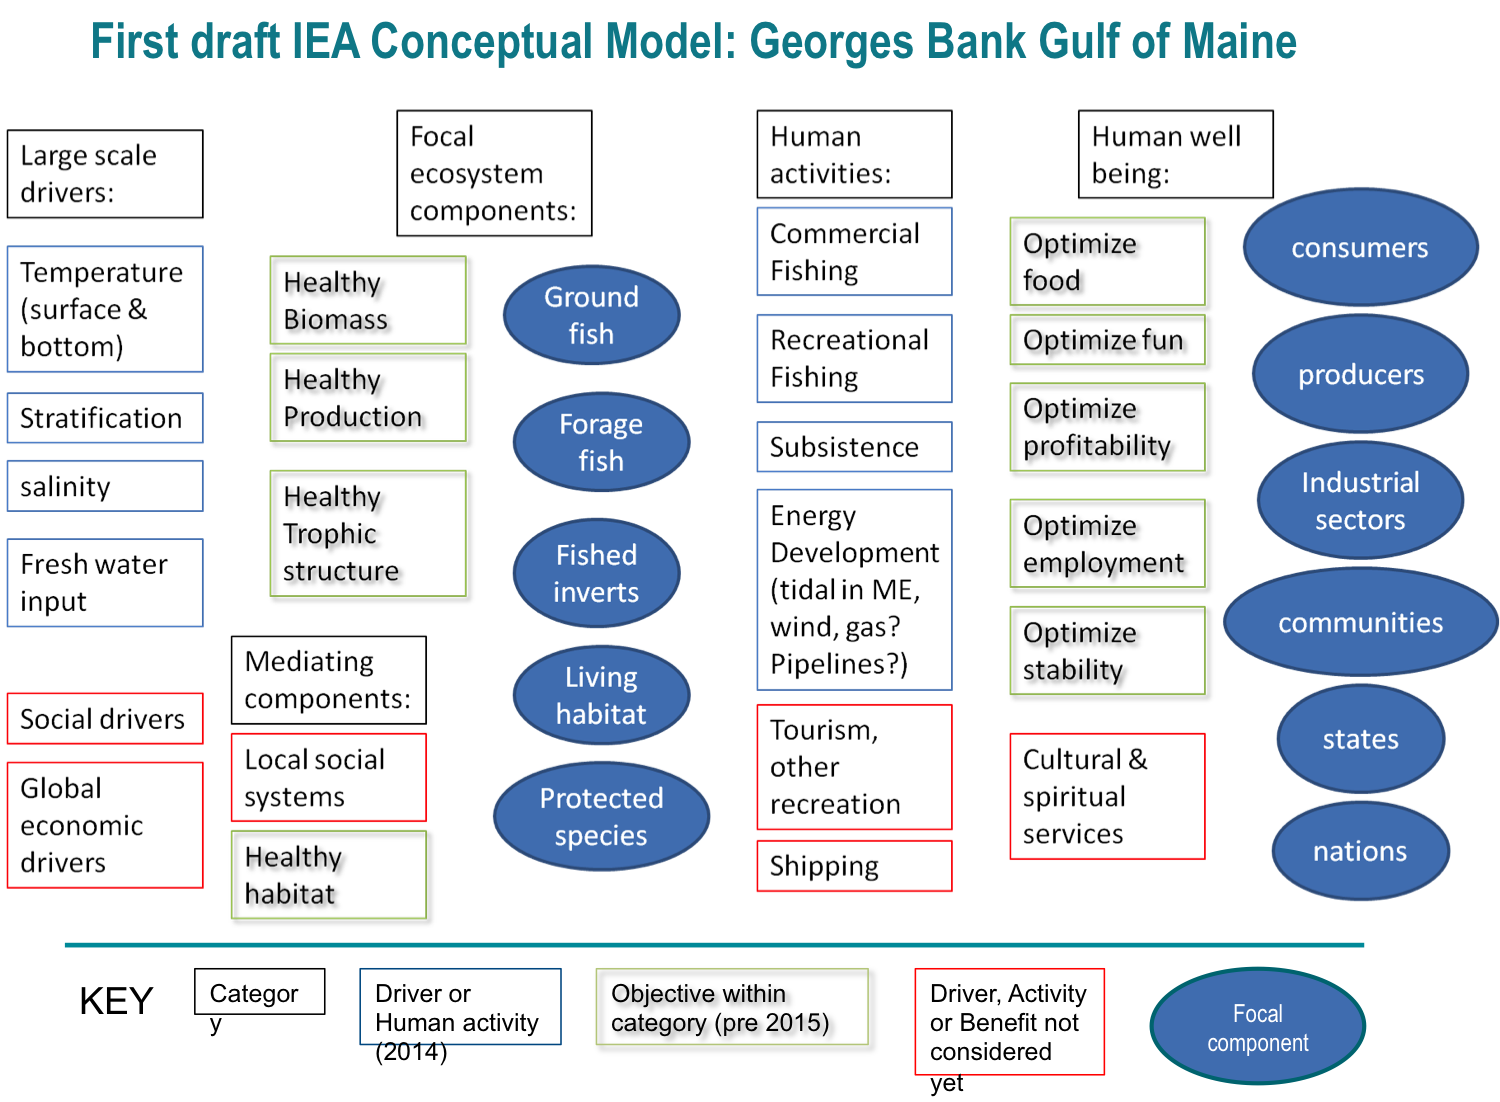 First draft IEA Conceptual Model: Georges Bank Gulf of Maine
Large scale
drivers:
Temperature
(surface &
bottom)
Stratification
salinity
Fresh water
input
Social drivers
Global
economic
drivers
Focal
ecosystem
components:
Healthy
Biomass
Healthy
Production
Healthy
Trophic
structure
Mediating
components:
Local social
systems
Healthy
habitat
Ground
fish
Forage
fish
Fished
inverts
Living
habitat
Protected
species
Human
activities:
Commercial
Fishing
Recreational
Fishing
Subsistence
Energy
Development
(tidal in ME,
wind, gas?
Pipelines?)
Tourism,
other
recreation
Shipping
Human well
being:
Optimize
food
Optimize fun
Optimize
profitability
Optimize
employment
Optimize
stability
Cultural &
spiritual
services
consumers
producers
Industrial
sectors
communities
states
nations
KEY
Categor
y
Driver or
Human activity
(2014)
Objective within
category (pre 2015)
Driver, Activity
or Benefit not
considered
yet
Focal
component